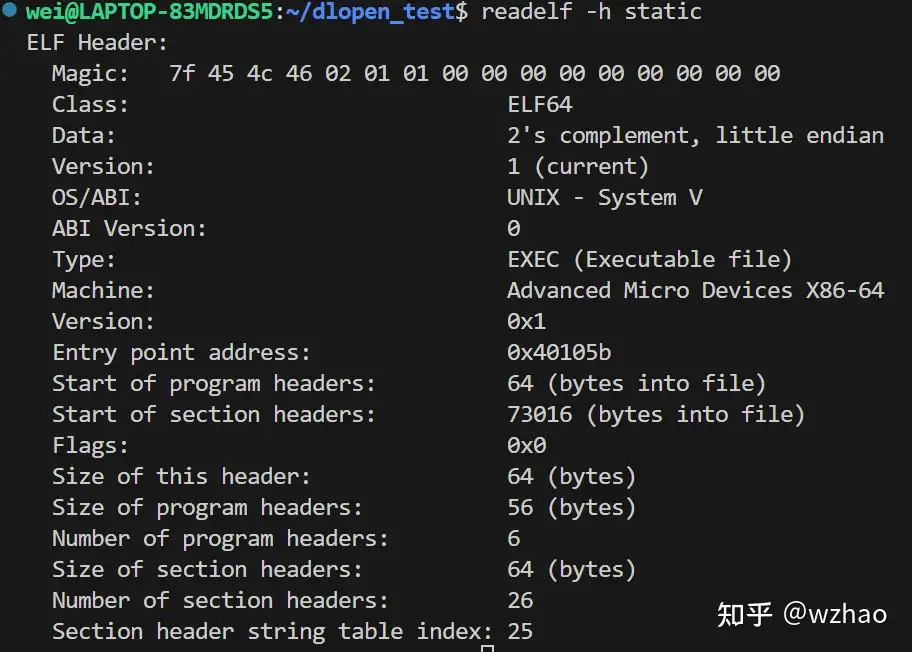 wei@LAPTOP-83MDRDS5:~/dlopen_test$ readelf -h static
ELF Header:
  Magic:   7f 45 4c 46 02 01 01 00 00 00 00 00 00 00 00 00
  Class:                             ELF64
  Data:                              2's complement, little endian
  Version:                           1 (current)
  OS/ABI:                            UNIX - System V
  ABI Version:                       0
  Type:                              EXEC (Executable file)
  Machine:                           Advanced Micro Devices X86-64
  Version:                           0x1
  Entry point address:               0x40105b
  Start of program headers:          64 (bytes into file)
  Start of section headers:          73016 (bytes into file)
  Flags:                             0x0
  Size of this header:               64 (bytes)
  Size of program headers:           56 (bytes)
  Number of program headers:         6
  Size of section headers:           64 (bytes)
  Number of section headers:         26
  Section header string table index: 25
知乎 @wzhao